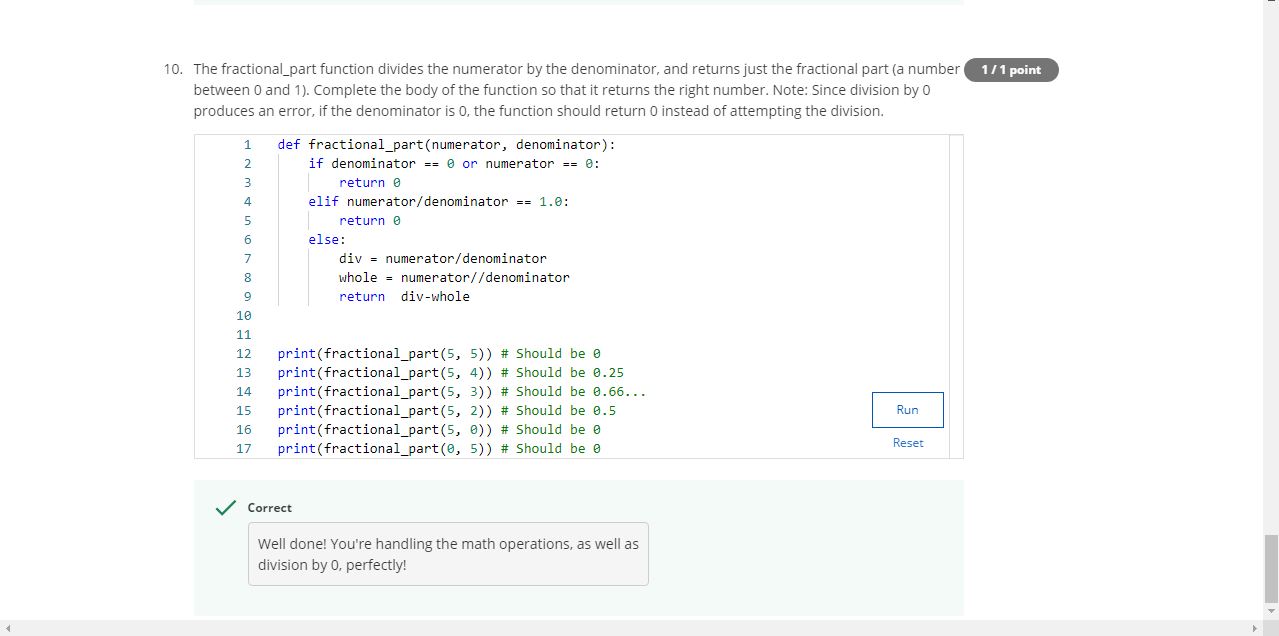 10. The fractional_part function divides the numerator by the denominator, and returns just the fractional part (a number
1 / 1 point
between 0 and 1). Complete the body of the function so that it returns the right number. Note: Since division by 0
produces an error, if the denominator is 0, the function should return 0 instead of attempting the division.
1 def fractional_part(numerator, denominator):
2     if denominator == 0 or numerator == 0:
3         return 0
4     elif numerator/denominator == 1.0:
5         return 0
6     else:
7         div = numerator/denominator
8         whole = numerator//denominator
9         return  div-whole
10
11
12 print(fractional_part(5, 5)) # Should be 0
13 print(fractional_part(5, 4)) # Should be 0.25
14 print(fractional_part(5, 3)) # Should be 0.66...
15 print(fractional_part(5, 2)) # Should be 0.5
16 print(fractional_part(5, 0)) # Should be 0
17 print(fractional_part(0, 5)) # Should be 0
Run
Reset
Correct
Well done! You're handling the math operations, as well as
division by 0, perfectly!